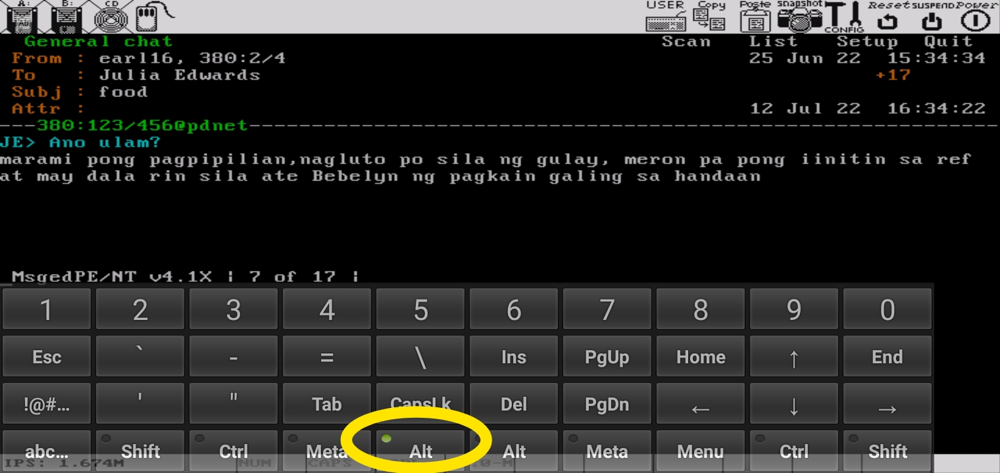 A: B: CD USER Copy Paste snapshot CONFIG Reset SUSPEND Power
General chat Scan List Setup Quit
From : earl16, 380:2/4 25 Jun 22 15:34:34
To : Julia Edwards +17
Subj : food
Attr : 12 Jul 22 16:34:22
---380:123/456@pdnet---
JE> Ano ulam?
marami pong pagpipilian,nagluto po sila ng gulay, meron pa pong iinitin sa ref
at may dala rin sila ate Bebelyn ng pagkain galing sa handaan
MsgedPE/NT v4.1X | 7 of 17 |
1 2 3 4 5 6 7 8 9 0
Esc ` - = \ Ins PgUp Home ↑ End
!@#... ' " Tab CapsLk Del PgDn ← ↓ →
abc... Shift Ctrl Meta Alt Alt Meta Menu Ctrl Shift
IPS: 1.674M NUM CAPS